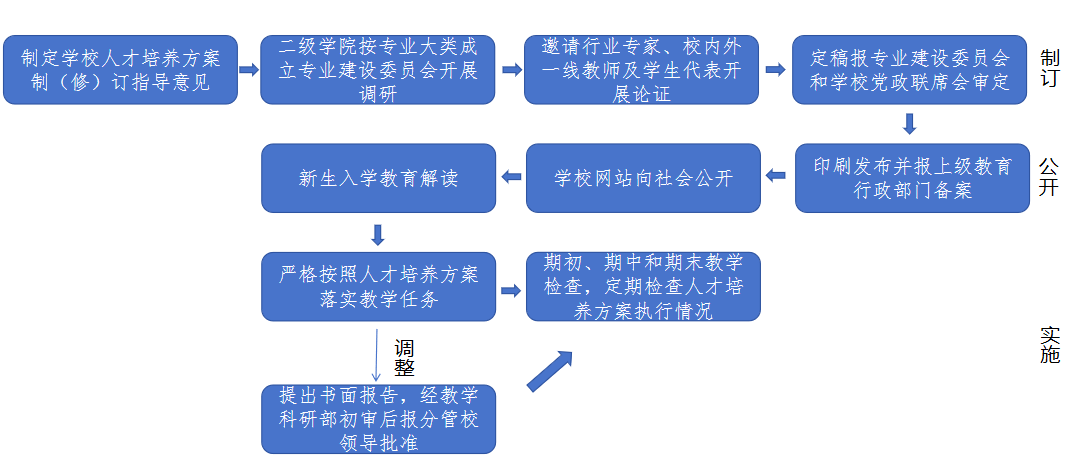 制定学校人才培养方案
制（修）订指导意见
二级学院按专业大类成
立专业建设委员会开展
调研
邀请行业专家、校内外
一线教师及学生代表开
展论证
定稿报专业建设委员会
和学校党政联席会审定
制
订
印刷发布并报上级教育
行政部门备案
学校网站向社会公开
新生入学教育解读
公
开
严格按照人才培养方案
落实教学任务
期初、期中和期末教学
检查，定期检查人才培
养方案执行情况
调
整
提出书面报告，经教学
科研部初审后报分管校
领导批准
实
施